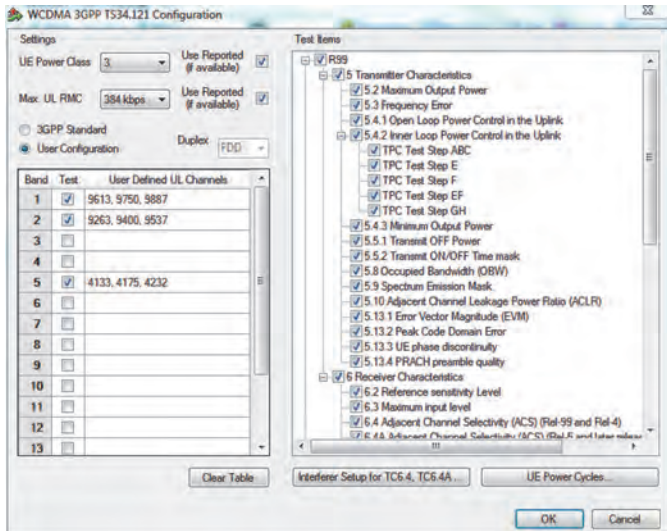 WCDMA 3GPP TS34.121 Configuration
Settings
UE Power Class 3 Use Reported (if available)
Max. UL RMC 384 kbps Use Reported (if available)
3GPP Standard
User Configuration
Duplex FDD
Band Test User Defined UL Channels
1 9613, 9750, 9887
2 9263, 9400, 9537
3
4
5 4133, 4175, 4232
6
7
8
9
10
11
12
13
Clear Table
Test Items
R99
5 Transmitter Characteristics
5.2 Maximum Output Power
5.3 Frequency Error
5.4.1 Open Loop Power Control in the Uplink
5.4.2 Inner Loop Power Control in the Uplink
TPC Test Step ABC
TPC Test Step E
TPC Test Step F
TPC Test Step EF
TPC Test Step GH
5.4.3 Minimum Output Power
5.5.1 Transmit OFF Power
5.5.2 Transmit ON/OFF Time mask
5.8 Occupied Bandwidth (OBW)
5.9 Spectrum Emission Mask
5.10 Adjacent Channel Leakage Power Ratio (ACLR)
5.13.1 Error Vector Magnitude (EVM)
5.13.2 Peak Code Domain Error
5.13.3 UE phase discontinuity
5.13.4 PRACH preamble quality
6 Receiver Characteristics
6.2 Reference sensitivity Level
6.3 Maximum input level
6.4 Adjacent Channel Selectivity (ACS) (Rel-99 and Rel-4)
6.4A Adjacent Channel Selectivity (ACS) (Rel-5 and later releas
Interferer Setup for TC6.4, TC6.4A ...
UE Power Cycles...
OK
Cancel